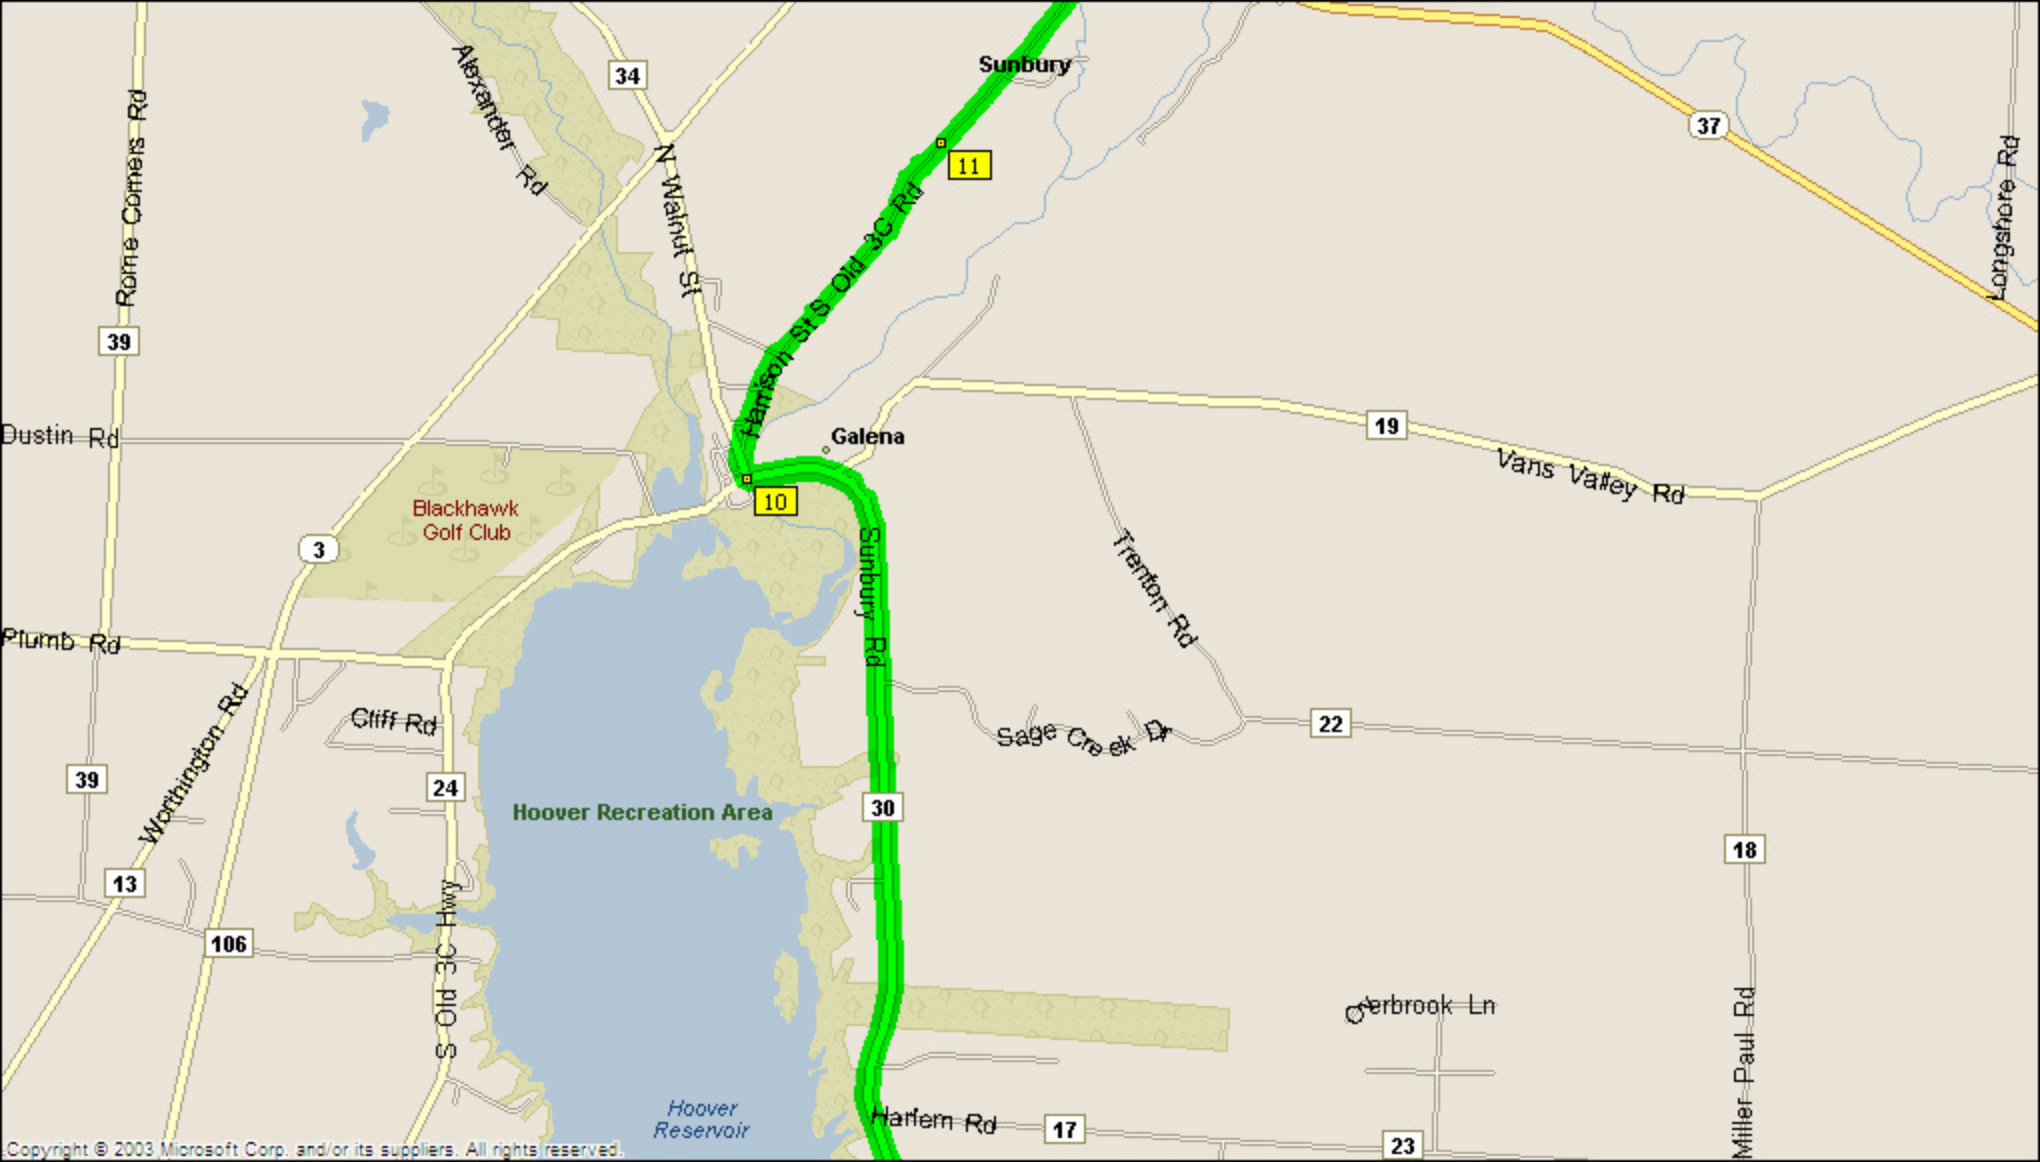 Sunbury
34
Alexander Rd
37
11
Rome Corners Rd
N Walnut St
Longshore Rd
S Old 3C Rd
Harrison St
39
19
Dustin Rd
Galena
Vans Valley Rd
10
Blackhawk
Golf Club
3
Sunbury Rd
Trenton Rd
Plumb Rd
Cliff Rd
Worthington Rd
22
Sage Creek Dr
39
24
Hoover Recreation Area
30
18
13
106
S Old 3C Hwy
erbrook Ln
Miller Paul Rd
Hoover
Reservoir
Harlem Rd
17
23
Copyright © 2003 Microsoft Corp. and/or its suppliers. All rights reserved.